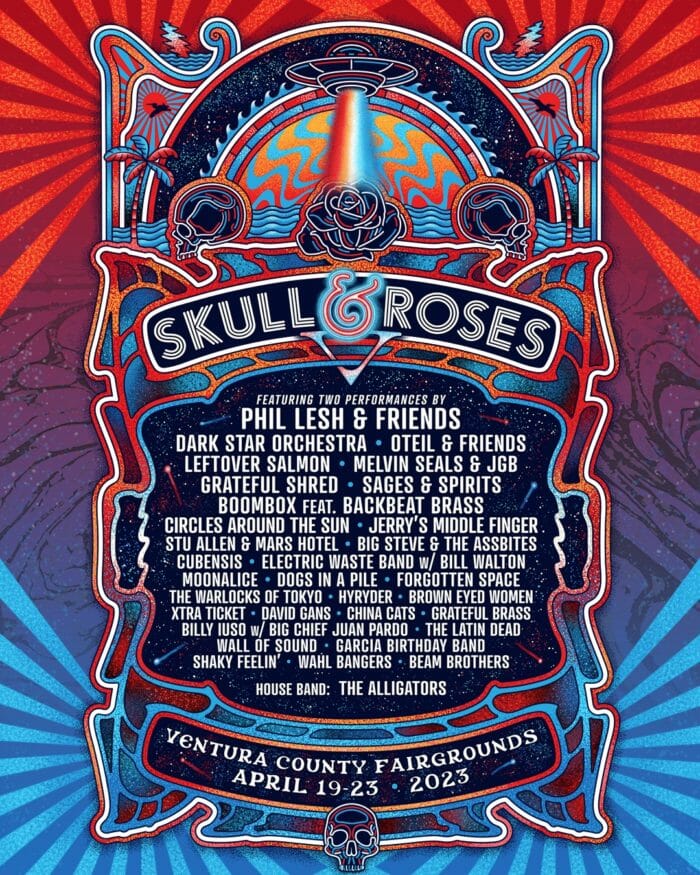 SKULL & ROSES
FEATURING TWO PERFORMANCES BY
PHIL LESH & FRIENDS
DARK STAR ORCHESTRA • OTEIL & FRIENDS
LEFTOVER SALMON • MELVIN SEALS & JGB
GRATEFUL SHRED • SAGES & SPIRITS
BOOMBOX FEAT. BACKBEAT BRASS
CIRCLES AROUND THE SUN • JERRY'S MIDDLE FINGER
STU ALLEN & MARS HOTEL • BIG STEVE & THE ASSBITES
CUBENSIS • ELECTRIC WASTE BAND W/ BILL WALTON
MOONALICE • DOGS IN A PILE • FORGOTTEN SPACE
THE WARLOCKS OF TOKYO • HYRYDER • BROWN EYED WOMEN
XTRA TICKET • DAVID GANS • CHINA CATS • GRATEFUL BRASS
BILLY IUSO W/ BIG CHIEF JUAN PARDO • THE LATIN DEAD
WALL OF SOUND • GARCIA BIRTHDAY BAND
SHAKY FEELIN' • WAHL BANGERS • BEAM BROTHERS
HOUSE BAND: THE ALLIGATORS
VENTURA COUNTY FAIRGROUNDS
APRIL 19-23 • 2023